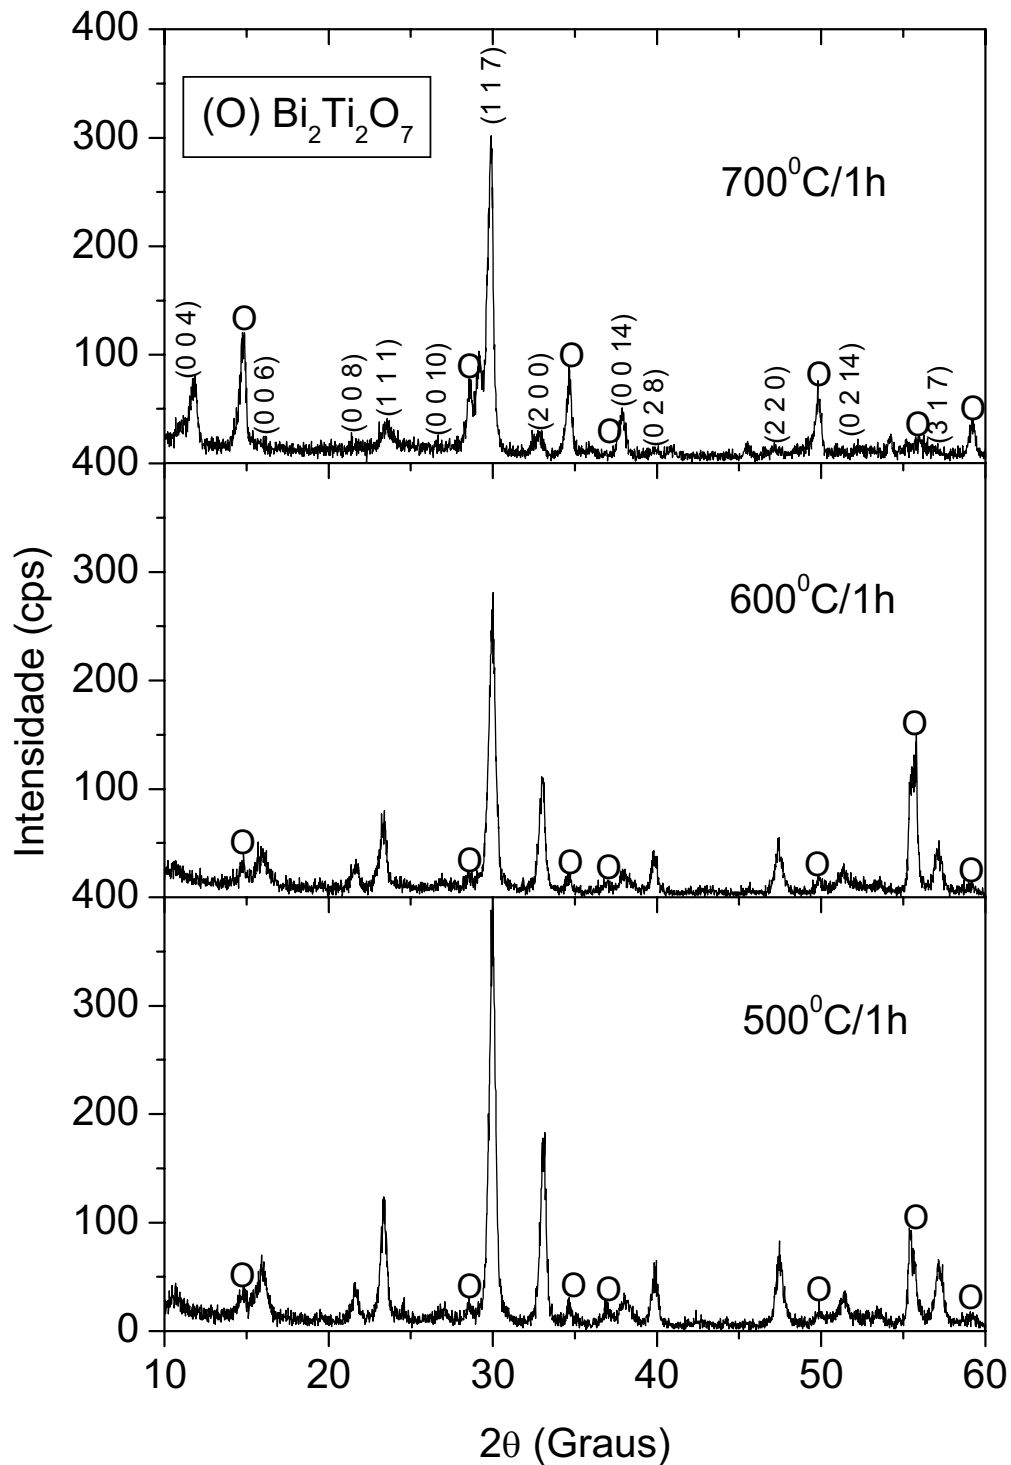 400
300
200
100
(O) Bi₂Ti₂O₇
700⁰C/1h
(0 0 4)
O
(0 0 6)
(0 0 8)
(1 1 1)
(0 0 10)
O
(1 1 7)
(2 0 0)
O
O
(0 0 14)
(0 2 8)
(2 2 0)
O
(0 2 14)
O
(3 1 7)
O
400
300
200
100
600⁰C/1h
O
O
O
O
O
O
O
400
300
200
100
0
500⁰C/1h
O
O
O
O
O
O
O
Intensidade (cps)
10 20 30 40 50 60
2θ (Graus)